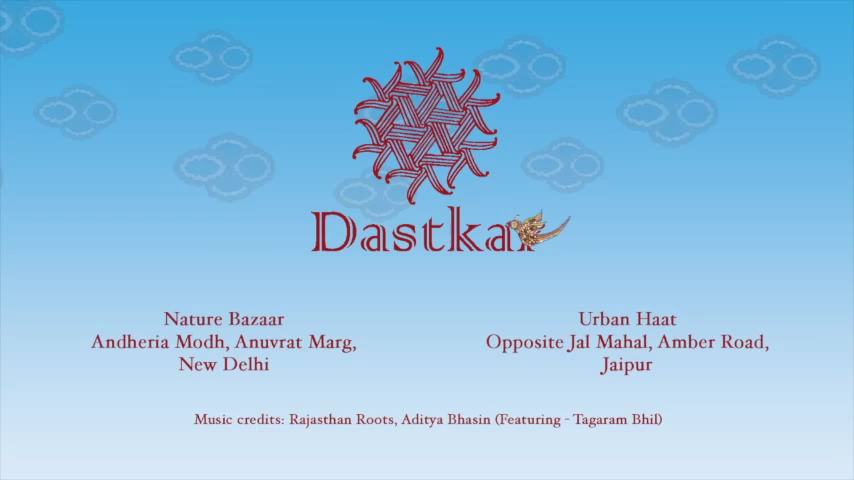 Dastkar
Nature Bazaar
Andheria Modh, Anuvrat Marg,
New Delhi
Urban Haat
Opposite Jal Mahal, Amber Road,
Jaipur
Music credits: Rajasthan Roots, Aditya Bhasin (Featuring - Tagaram Bhil)